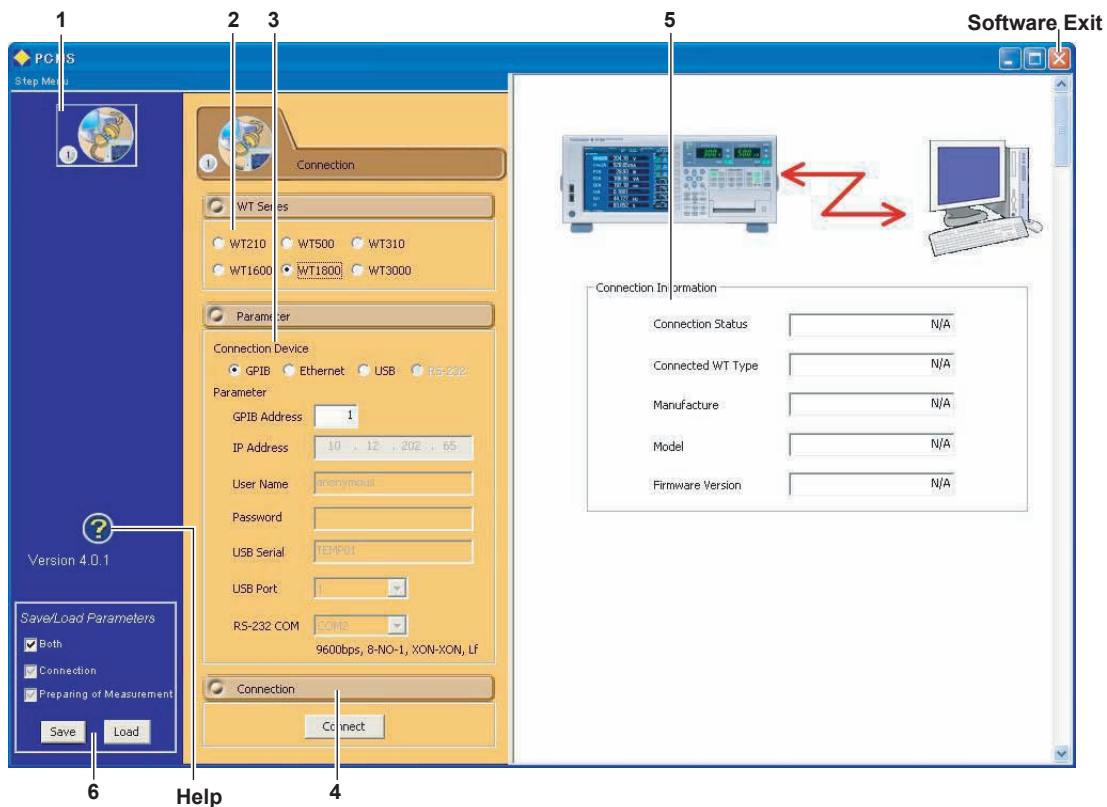 1 2 3 5 Software Exit
Step Menu
1
1 Connection
WT Series
WT210 WT500 WT310
WT1600 WT1800 WT3000
Parameter
Connection Device
GPIB Ethernet USB RS-232
Parameter
GPIB Address 1
IP Address 10 . 12 . 202 . 65
User Name anonymous
Password
USB Serial TEMP01
USB Port 1
RS-232 COM COM2
9600bps, 8-NO-1, XON-XON, Lf
Connection
Connect
Version 4.0.1
Save/Load Parameters
Both
Connection
Preparing of Measurement
Save Load
Connection Information
Connection Status N/A
Connected WT Type N/A
Manufacture N/A
Model N/A
Firmware Version N/A
6 Help 4